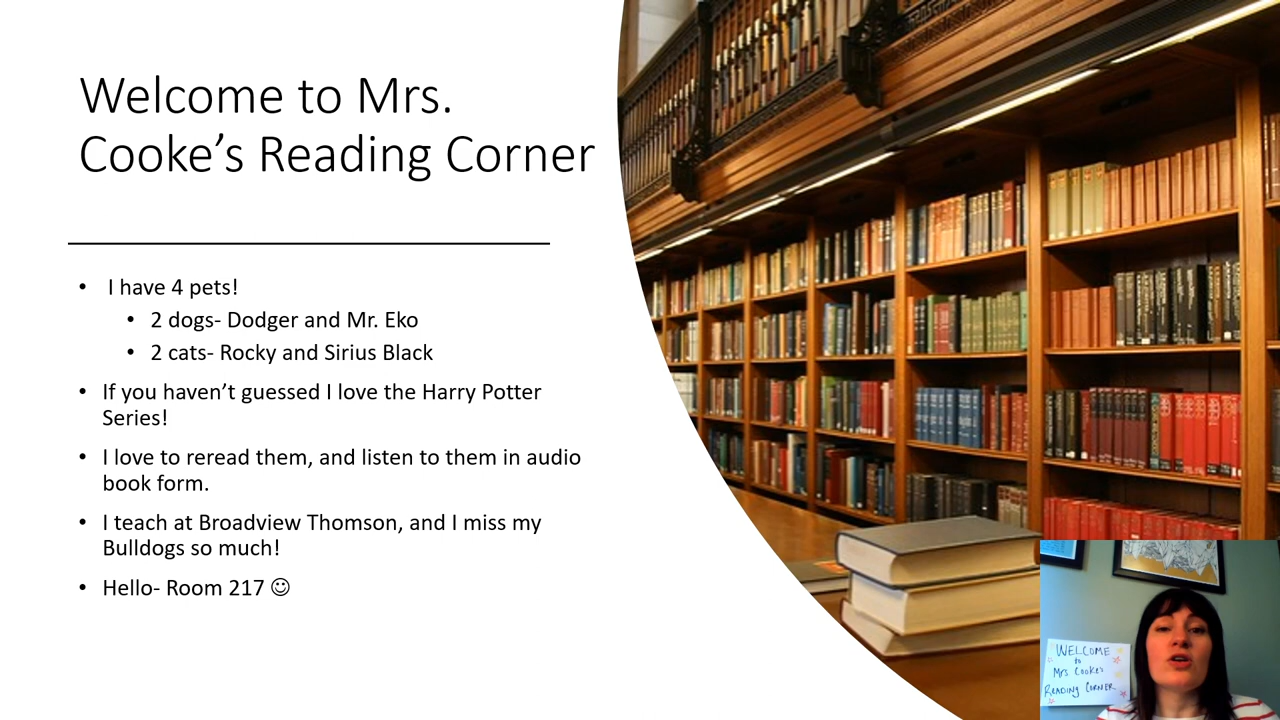 Welcome to Mrs.
Cooke’s Reading Corner
• I have 4 pets!
• 2 dogs- Dodger and Mr. Eko
• 2 cats- Rocky and Sirius Black
• If you haven’t guessed I love the Harry Potter
Series!
• I love to reread them, and listen to them in audio
book form.
• I teach at Broadview Thomson, and I miss my
Bulldogs so much!
• Hello- Room 217 ☺
WELCOME
to
Mrs Cooke's
READING CORNER